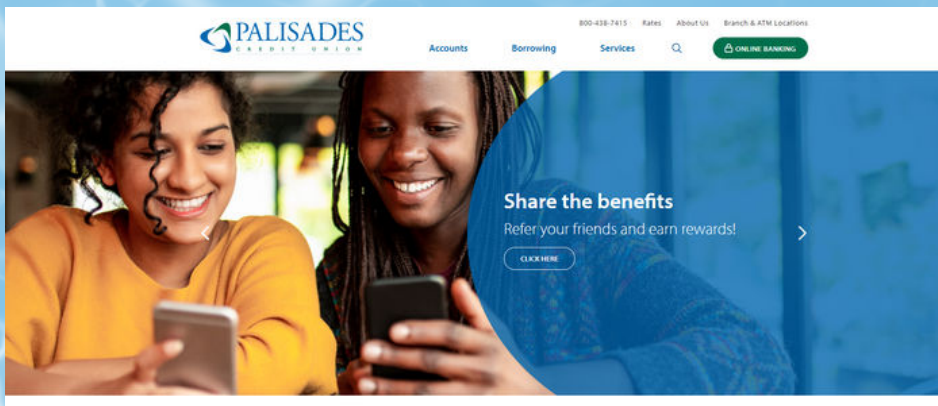 PALISADES
CREDIT UNION
800-438-7415 Rates About Us Branch & ATM Locations
Accounts Borrowing Services ONLINE BANKING
Share the benefits
Refer your friends and earn rewards!
CLICK HERE